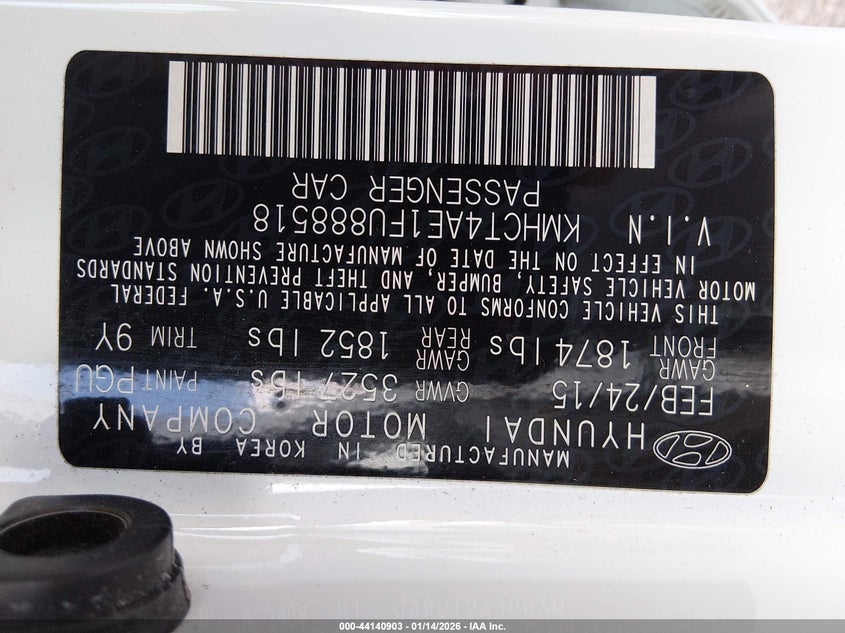 MANUFACTURED IN KOREA BY
HYUNDAI MOTOR COMPANY
FEB/24/15 GVWR 3527 lbs PAINT PGU
GAWR FRONT 1874 lbs GAWR REAR 1852 lbs TRIM 9Y
THIS VEHICLE CONFORMS TO ALL APPLICABLE U.S.A. FEDERAL
MOTOR VEHICLE SAFETY, BUMPER, AND THEFT PREVENTION STANDARDS
IN EFFECT ON THE DATE OF MANUFACTURE SHOWN ABOVE
V.I.N KMHCT4AE1FU888518
PASSENGER CAR
000-44140903 - 01/14/2026 - IAA Inc.